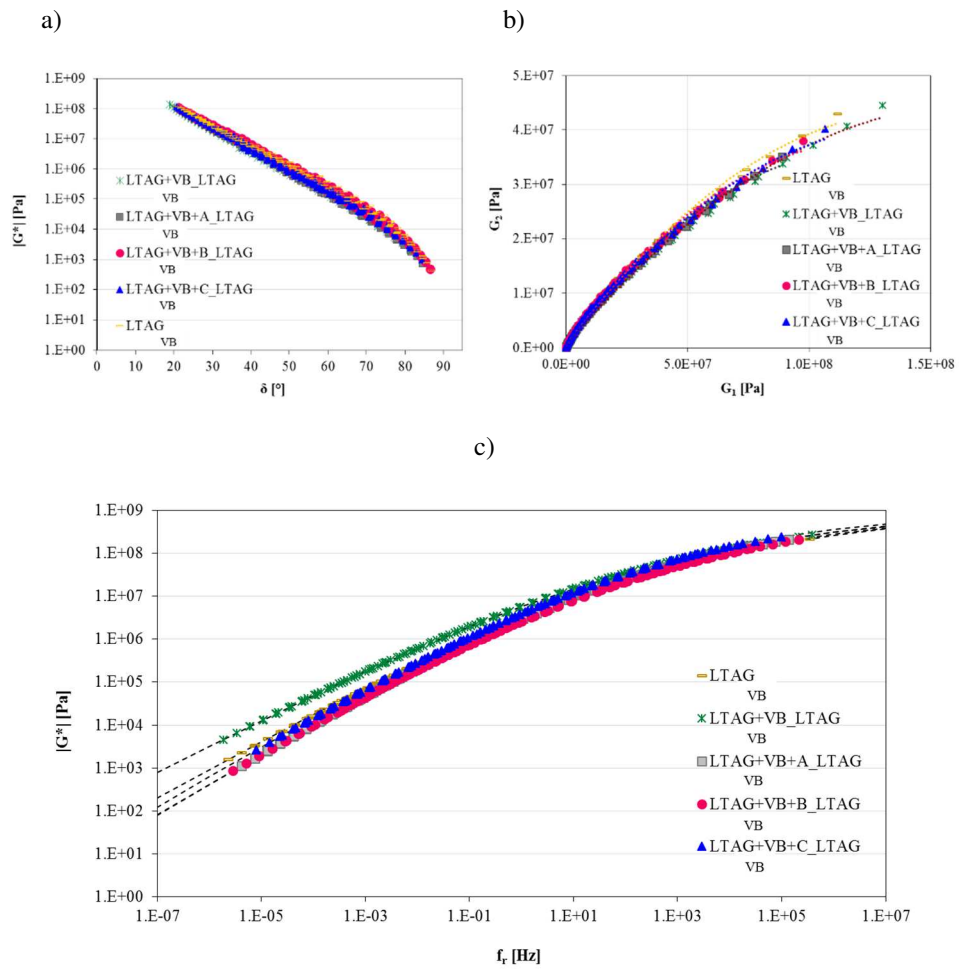 a)
b)
|G*| [Pa]
1.E+09
1.E+08
1.E+07
1.E+06
1.E+05
1.E+04
1.E+03
1.E+02
1.E+01
1.E+00
LTAG+VB_LTAG
VB
LTAG+VB+A_LTAG
VB
LTAG+VB+B_LTAG
VB
LTAG+VB+C_LTAG
VB
LTAG
VB
0 10 20 30 40 50 60 70 80 90
δ [°]
G2 [Pa]
5.E+07
4.E+07
3.E+07
2.E+07
1.E+07
0.E+00
LTAG
VB
LTAG+VB_LTAG
VB
LTAG+VB+A_LTAG
VB
LTAG+VB+B_LTAG
VB
LTAG+VB+C_LTAG
VB
0.E+00 5.E+07 1.E+08 1.5E+08
G1 [Pa]
c)
|G*| [Pa]
1.E+09
1.E+08
1.E+07
1.E+06
1.E+05
1.E+04
1.E+03
1.E+02
1.E+01
1.E+00
LTAG
VB
LTAG+VB_LTAG
VB
LTAG+VB+A_LTAG
VB
LTAG+VB+B_LTAG
VB
LTAG+VB+C_LTAG
VB
1.E-07 1.E-05 1.E-03 1.E-01 1.E+01 1.E+03 1.E+05 1.E+07
fr [Hz]